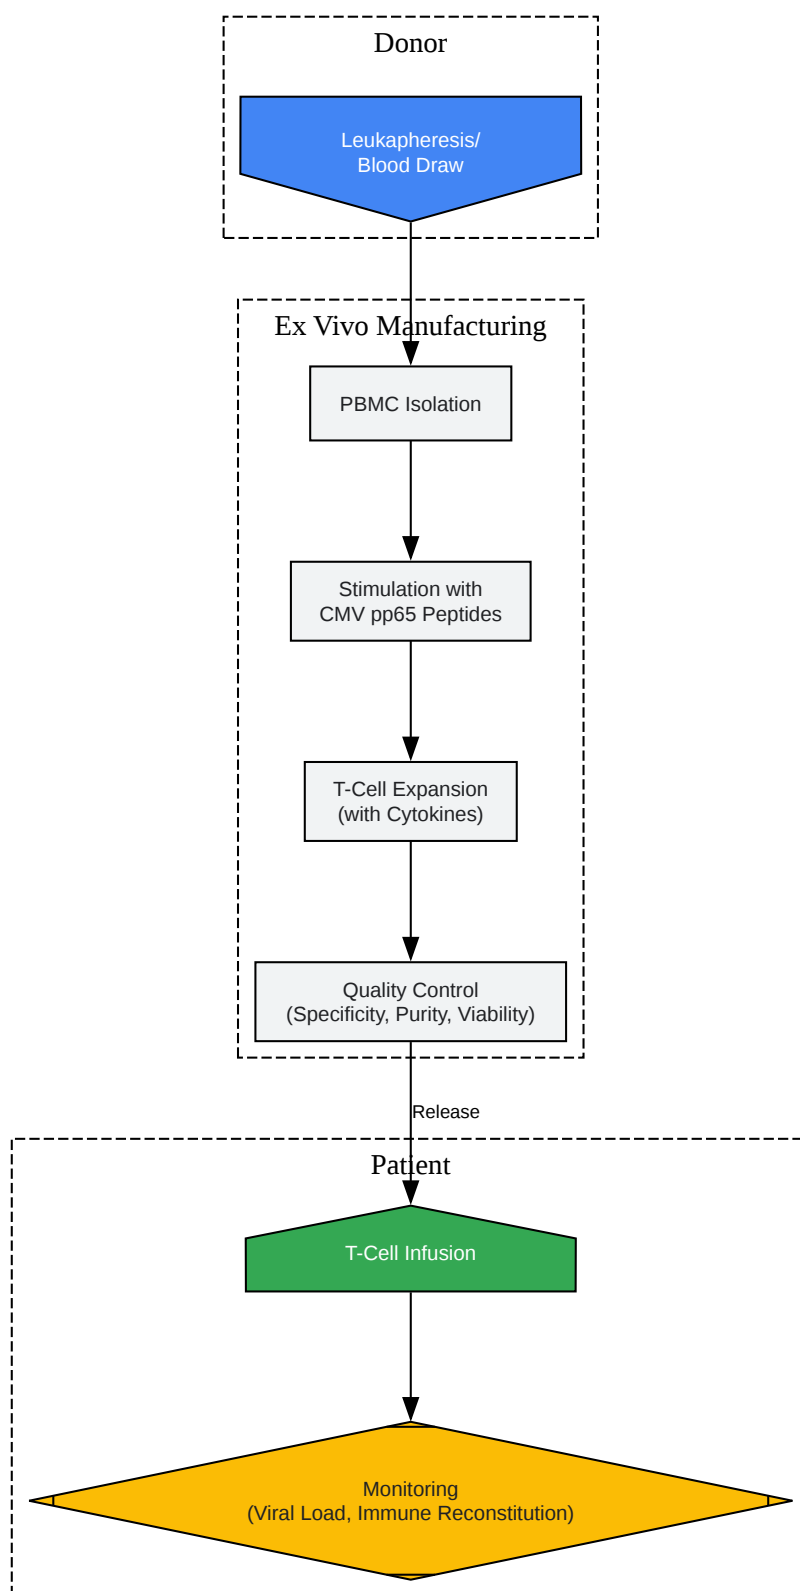 Donor
Leukapheresis/
Blood Draw
Ex Vivo Manufacturing
PBMC Isolation
Stimulation with
CMV pp65 Peptides
T-Cell Expansion
(with Cytokines)
Quality Control
(Specificity, Purity, Viability)
Release
Patient
T-Cell Infusion
Monitoring
(Viral Load, Immune Reconstitution)